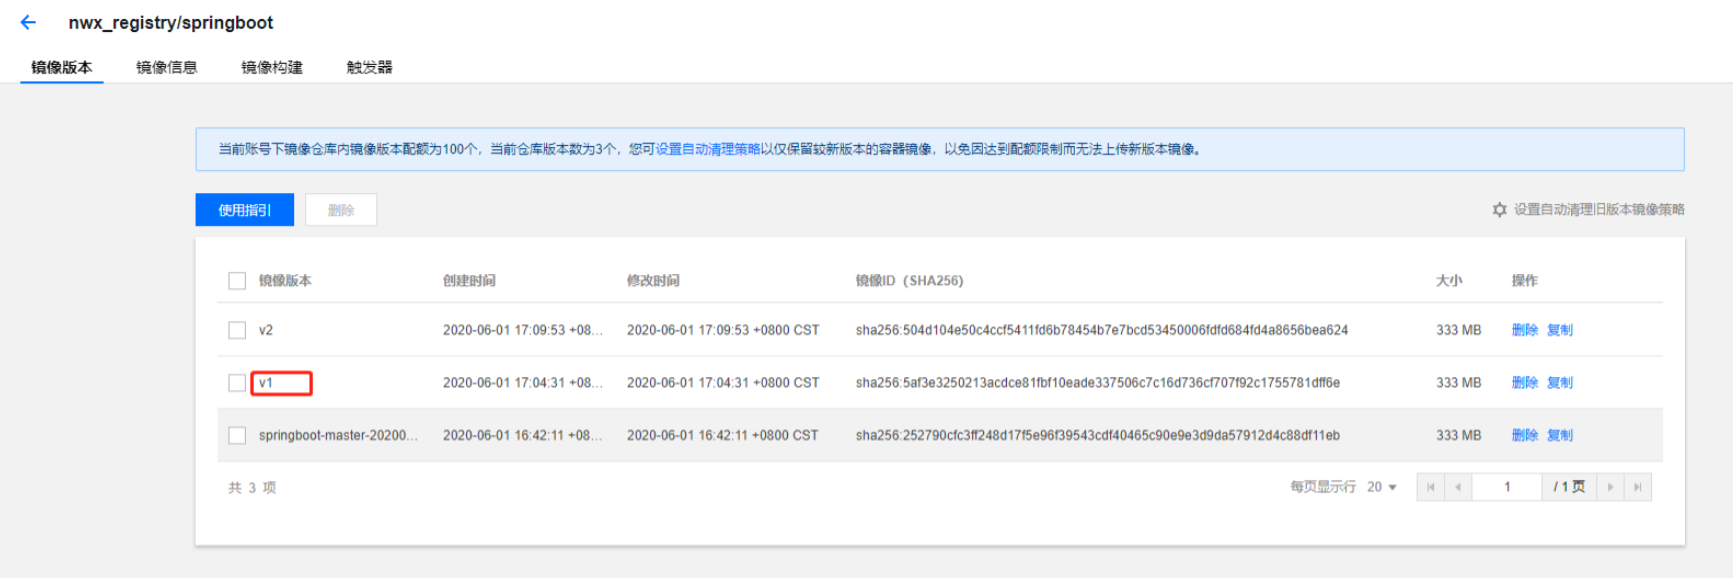 nwx_registry/springboot
镜像版本 镜像信息 镜像构建 触发器
当前账号下镜像仓库内镜像版本配额为100个，当前仓库版本数为3个，您可设置自动清理策略以仅保留较新版本的容器镜像，以免因达到配额限制而无法上传新版本镜像。
使用指引 删除 设置自动清理旧版本镜像策略
镜像版本 创建时间 修改时间 镜像ID（SHA256） 大小 操作
v2 2020-06-01 17:09:53 +08... 2020-06-01 17:09:53 +0800 CST sha256:504d104e50c4ccf5411fd6b78454b7e7bcd53450006fdfd684fd4a8656bea624 333 MB 删除 复制
v1 2020-06-01 17:04:31 +08... 2020-06-01 17:04:31 +0800 CST sha256:5af3e3250213acdce81fbf10eade337506c7c16d736cf707f92c1755781dff6e 333 MB 删除 复制
springboot-master-20200... 2020-06-01 16:42:11 +08... 2020-06-01 16:42:11 +0800 CST sha256:252790cfc3ff248d17f5e96f39543cdf40465c90e9e3d9da57912d4c88df11eb 333 MB 删除 复制
共 3 项 每页显示行 20 1 / 1 页